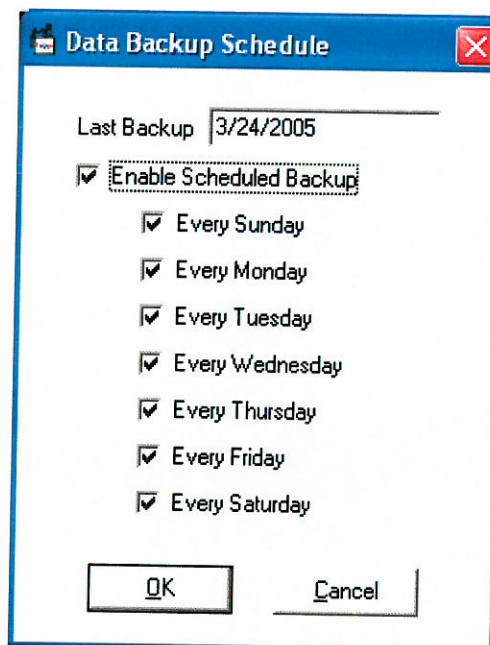 Data Backup Schedule
Last Backup 3/24/2005
Enable Scheduled Backup
Every Sunday
Every Monday
Every Tuesday
Every Wednesday
Every Thursday
Every Friday
Every Saturday
OK Cancel